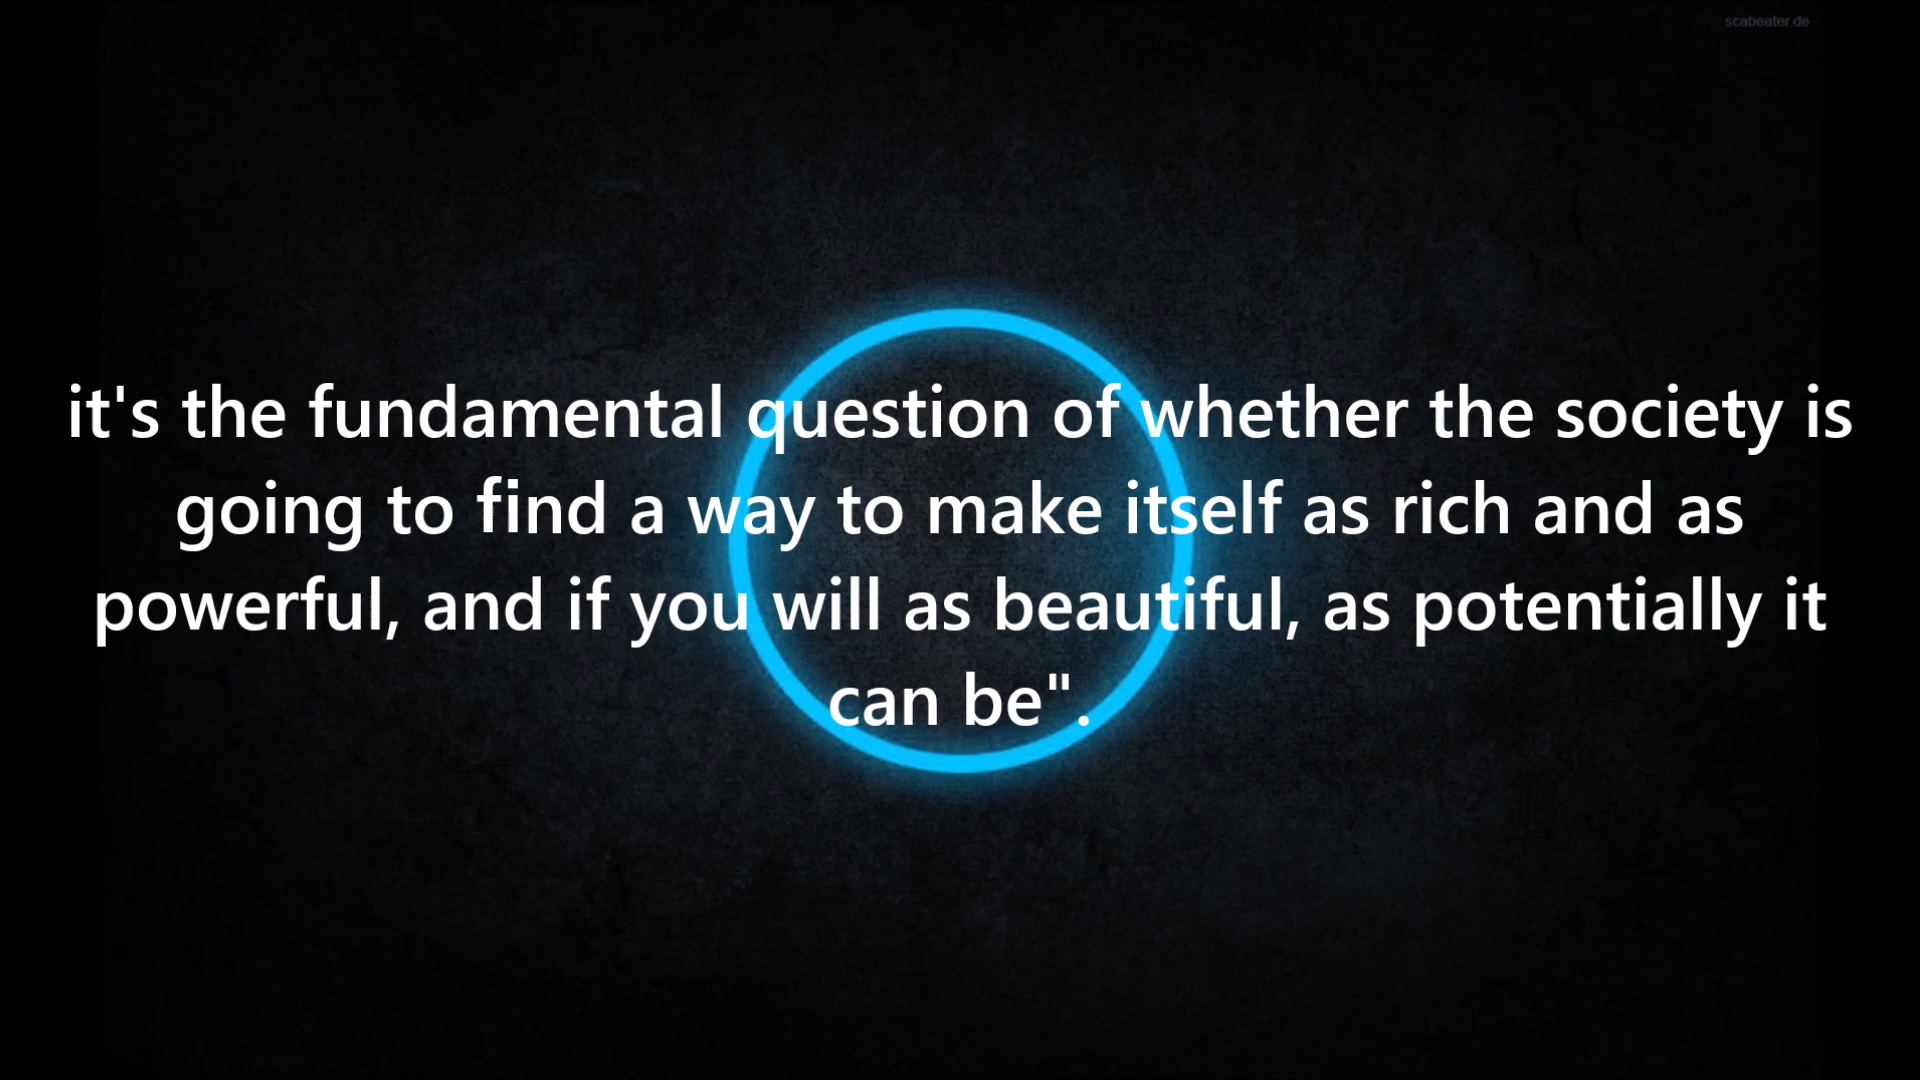 scabeater.de
it's the fundamental question of whether the society is
going to find a way to make itself as rich and as
powerful, and if you will as beautiful, as potentially it
can be".